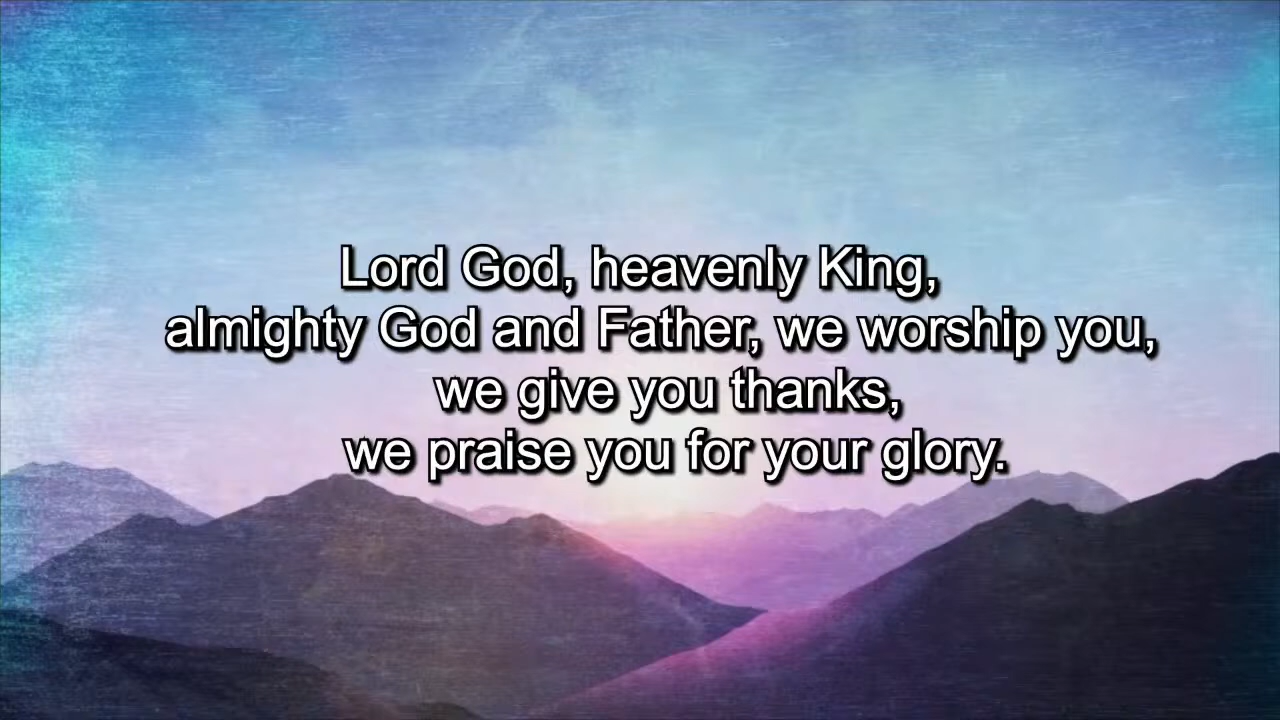 Lord God, heavenly King,
almighty God and Father, we worship you,
we give you thanks,
we praise you for your glory.